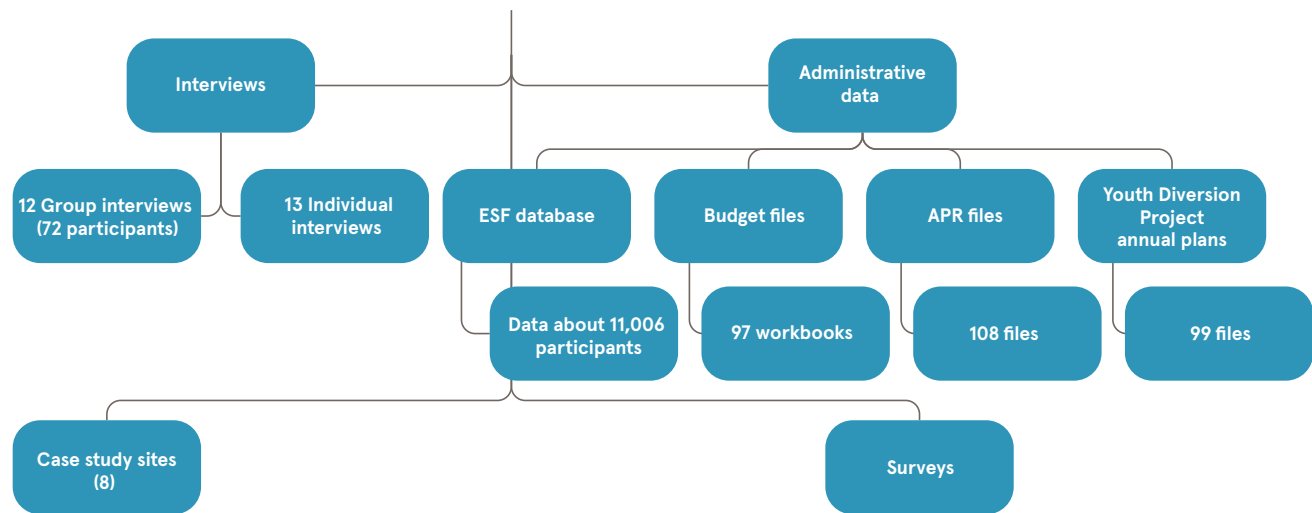 Interviews
Administrative
data
12 Group interviews
(72 participants)
13 Individual
interviews
ESF database
Budget files
APR files
Youth Diversion
Project
annual plans
Data about 11,006
participants
97 workbooks
108 files
99 files
Case study sites
(8)
Surveys